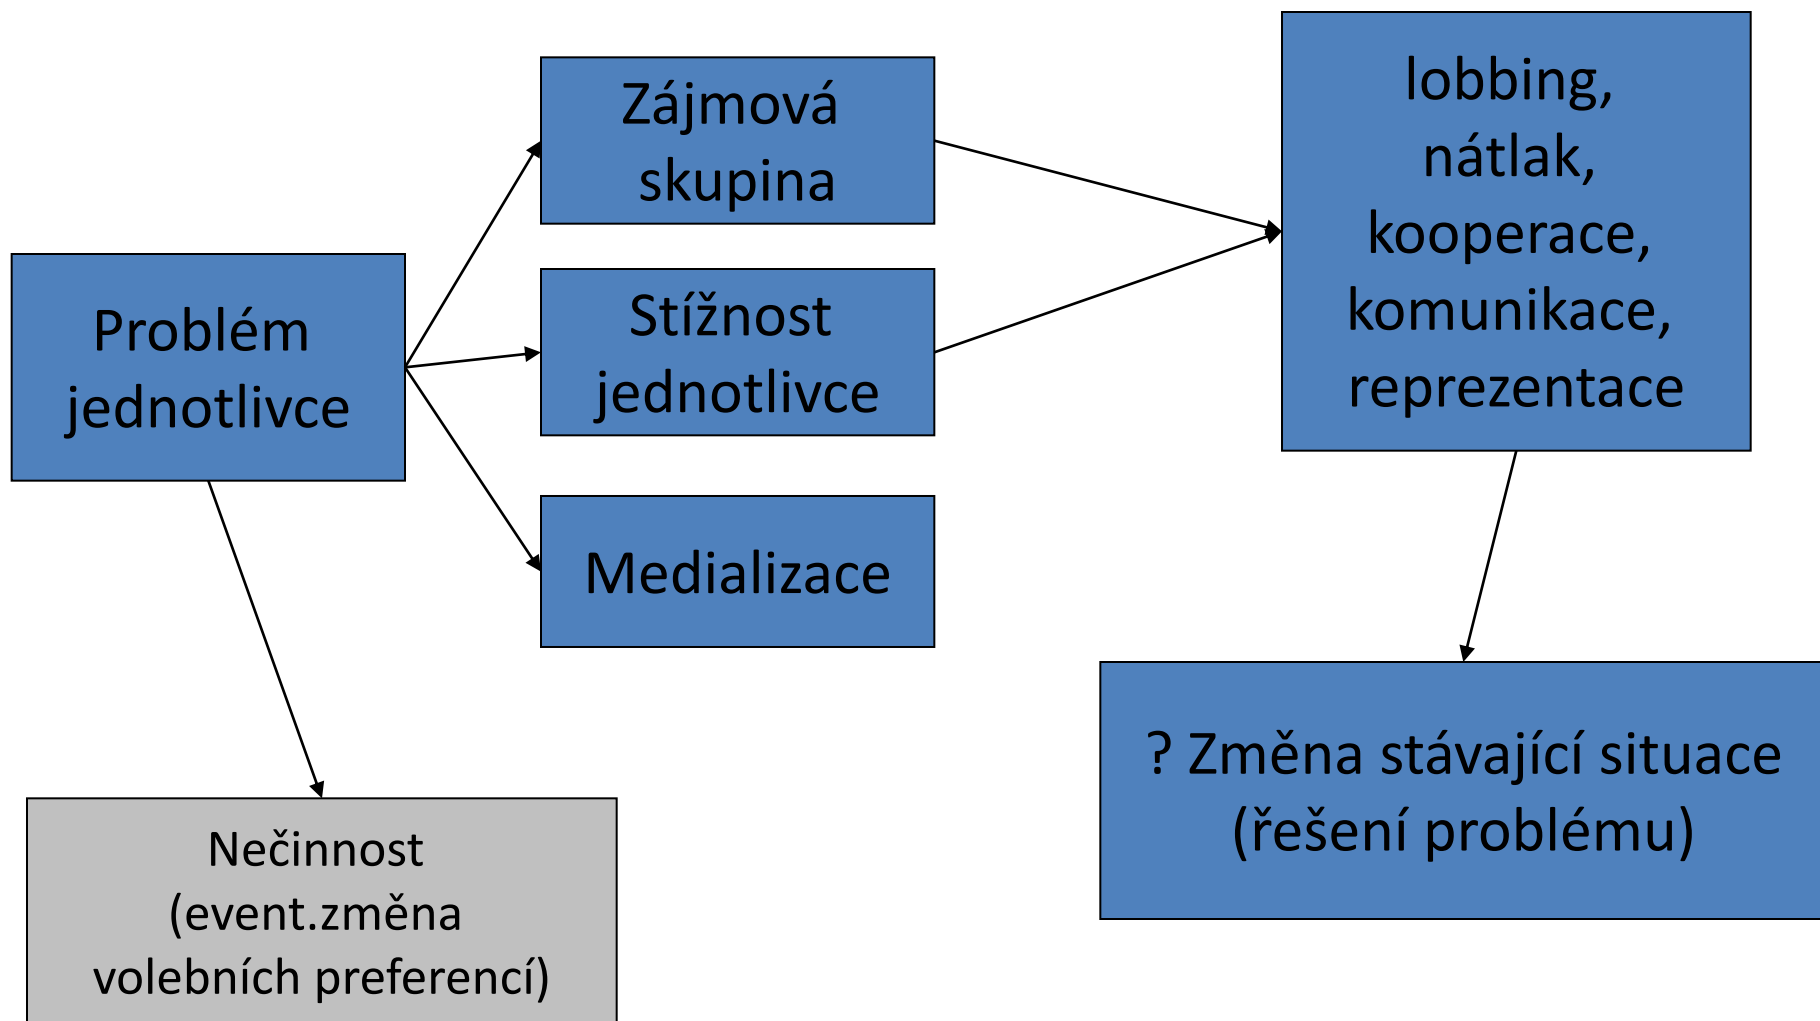 Problém
jednotlivce
Zájmová
skupina
Stížnost
jednotlivce
Medializace
lobbing,
nátlak,
kooperace,
komunikace,
reprezentace
? Změna stávající situace
(řešení problému)
Nečinnost
(event.změna
volebních preferencí)